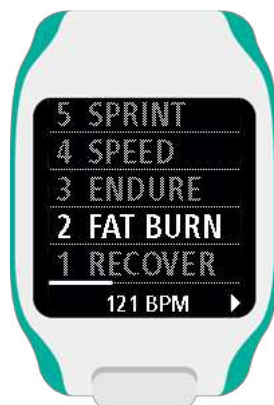 5 SPRINT
4 SPEED
3 ENDURE
2 FAT BURN
1 RECOVER
121 BPM